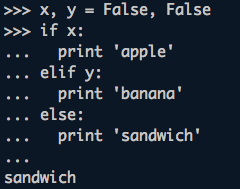 >>> x, y = False, False
>>> if x:
...   print 'apple'
... elif y:
...   print 'banana'
... else:
...   print 'sandwich'
...
sandwich